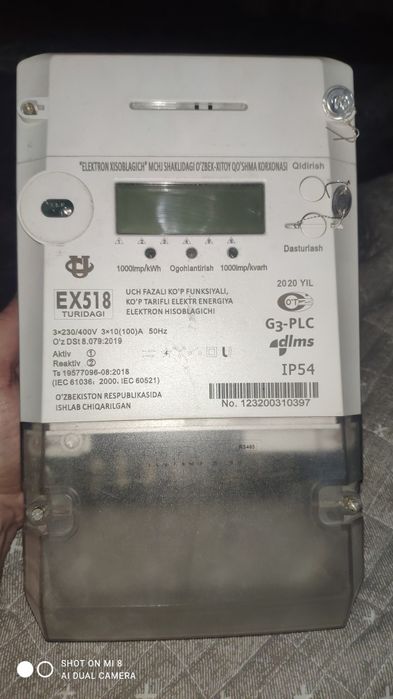 "ELEKTRON XISOBLAGICH" MCHJ SHAKLIDAGI O'ZBEK-XITOY QO'SHMA KORXONASI
Qidirish
Dasturlash
1000Imp/kWh Ogohlantirish 1000Imp/kvarh
EX518
TURIDAGI
UCH FAZALI KO'P FUNKSIYALI,
KO'P TARIFLI ELEKTR ENERGIYA
ELEKTRON HISOBLAGICHI
2020 YIL
O'T
G3-PLC
dlms
IP54
3×230/400V 3×10(100)A 50Hz
O'z DSt 8.079:2019
Aktiv 1
Reaktiv 2
Ts 19577096-08:2018
(IEC 61036: 2000, IEC 60521)
O'ZBEKISTON RESPUBLIKASIDA
ISHLAB CHIQARILGAN
No. 123200310397
RS485
SHOT ON MI 8
AI DUAL CAMERA